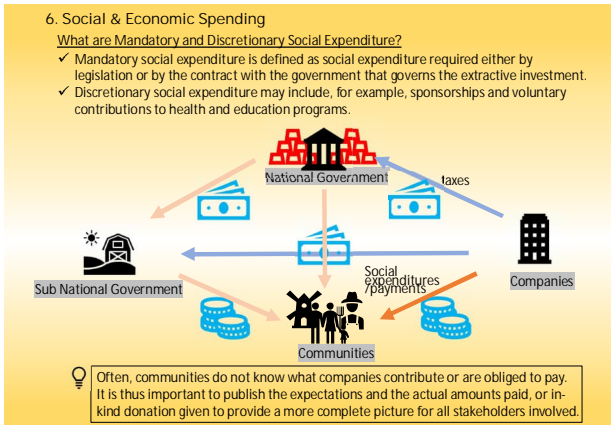 6. Social & Economic Spending
What are Mandatory and Discretionary Social Expenditure?
✓ Mandatory social expenditure is defined as social expenditure required either by
legislation or by the contract with the government that governs the extractive investment.
✓ Discretionary social expenditure may include, for example, sponsorships and voluntary
contributions to health and education programs.
National Government
taxes
Sub National Government
Social
expenditures
/payments
Companies
Communities
Often, communities do not know what companies contribute or are obliged to pay.
It is thus important to publish the expectations and the actual amounts paid, or in-
kind donation given to provide a more complete picture for all stakeholders involved.